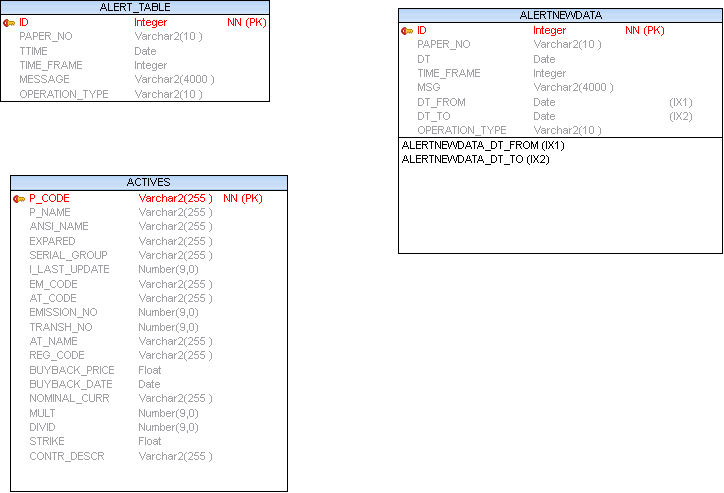 ALERT_TABLE
ID Integer NN (PK)
PAPER_NO Varchar2(10 )
TTIME Date
TIME_FRAME Integer
MESSAGE Varchar2(4000 )
OPERATION_TYPE Varchar2(10 )
ALERTNEWDATA
ID Integer NN (PK)
PAPER_NO Varchar2(10 )
DT Date
TIME_FRAME Integer
MSG Varchar2(4000 )
DT_FROM Date (IX1)
DT_TO Date (IX2)
OPERATION_TYPE Varchar2(10 )
ALERTNEWDATA_DT_FROM (IX1)
ALERTNEWDATA_DT_TO (IX2)
ACTIVES
P_CODE Varchar2(255 ) NN (PK)
P_NAME Varchar2(255 )
ANSI_NAME Varchar2(255 )
EXPARED Varchar2(255 )
SERIAL_GROUP Varchar2(255 )
I_LAST_UPDATE Number(9,0)
EM_CODE Varchar2(255 )
AT_CODE Varchar2(255 )
EMISSION_NO Number(9,0)
TRANSH_NO Number(9,0)
AT_NAME Varchar2(255 )
REG_CODE Varchar2(255 )
BUYBACK_PRICE Float
BUYBACK_DATE Date
NOMINAL_CURR Varchar2(255 )
MULT Number(9,0)
DIVID Number(9,0)
STRIKE Float
CONTR_DESCR Varchar2(255 )